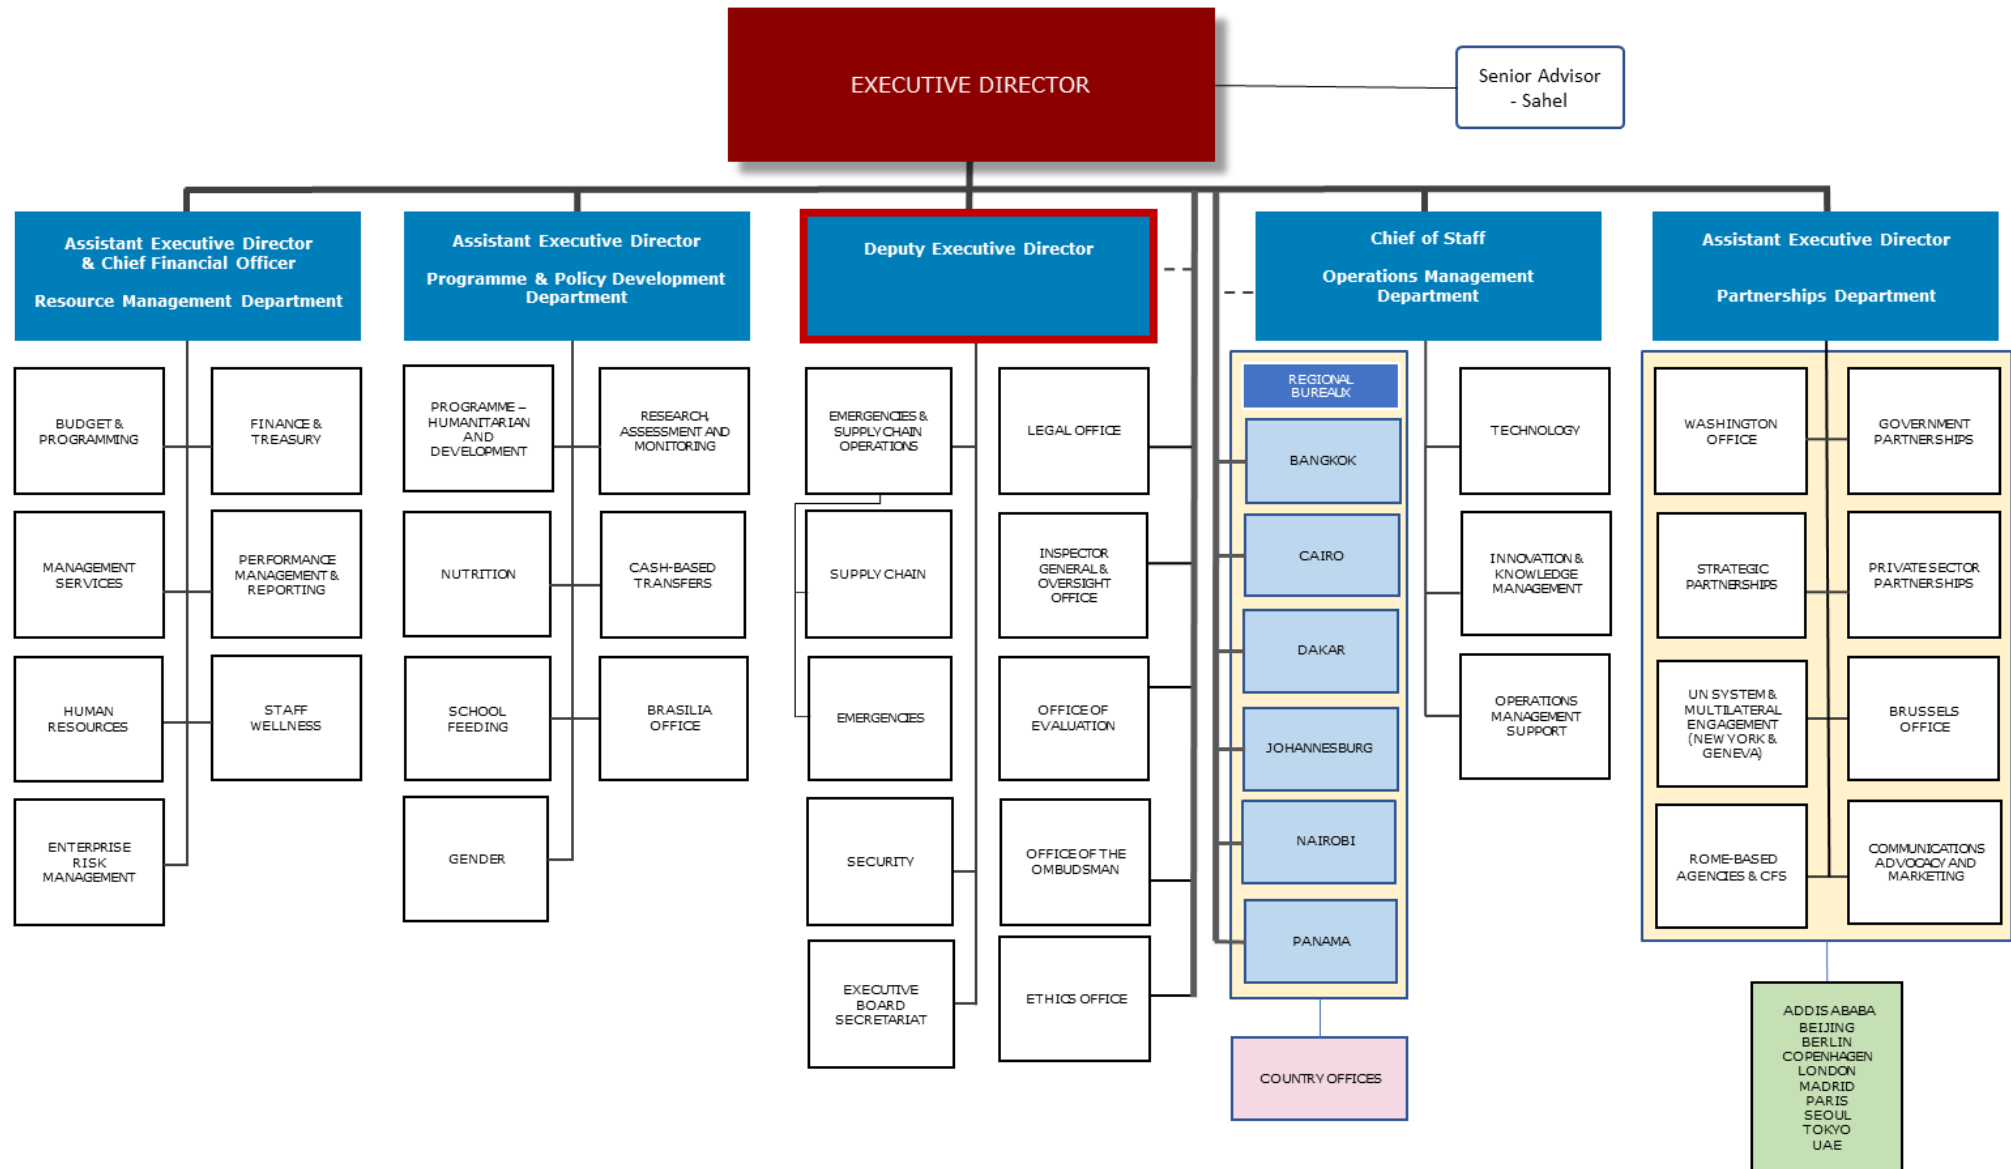 EXECUTIVE DIRECTOR
Senior Advisor
- Sahel
Assistant Executive Director
& Chief Financial Officer
Resource Management Department
Assistant Executive Director
Programme & Policy Development
Department
Deputy Executive Director
Chief of Staff
Operations Management
Department
Assistant Executive Director
Partnerships Department
BUDGET &
PROGRAMMING
FINANCE &
TREASURY
MANAGEMENT
SERVICES
PERFORMANCE
MANAGEMENT &
REPORTING
HUMAN
RESOURCES
STAFF
WELLNESS
ENTERPRISE
RISK
MANAGEMENT
PROGRAMME –
HUMANITARIAN
AND
DEVELOPMENT
RESEARCH,
ASSESSMENT AND
MONITORING
NUTRITION
CASH-BASED
TRANSFERS
SCHOOL
FEEDING
BRASILIA
OFFICE
GENDER
EMERGENCIES &
SUPPLY CHAIN
OPERATIONS
SUPPLY CHAIN
EMERGENCIES
SECURITY
EXECUTIVE
BOARD
SECRETARIAT
LEGAL OFFICE
INSPECTOR
GENERAL &
OVERSIGHT
OFFICE
OFFICE OF
EVALUATION
OFFICE OF THE
OMBUDSMAN
ETHICS OFFICE
REGIONAL
BUREAUX
BANGKOK
CAIRO
DAKAR
JOHANNESBURG
NAIROBI
PANAMA
COUNTRY OFFICES
TECHNOLOGY
INNOVATION &
KNOWLEDGE
MANAGEMENT
OPERATIONS
MANAGEMENT
SUPPORT
WASHINGTON
OFFICE
GOVERNMENT
PARTNERSHIPS
STRATEGIC
PARTNERSHIPS
PRIVATE SECTOR
PARTNERSHIPS
UN SYSTEM &
MULTILATERAL
ENGAGEMENT
(NEW YORK &
GENEVA)
BRUSSELS
OFFICE
ROME-BASED
AGENCIES & CFS
COMMUNICATIONS
ADVOCACY AND
MARKETING
ADDIS ABABA
BEIJING
BERLIN
COPENHAGEN
LONDON
MADRID
PARIS
SEOUL
TOKYO
UAE